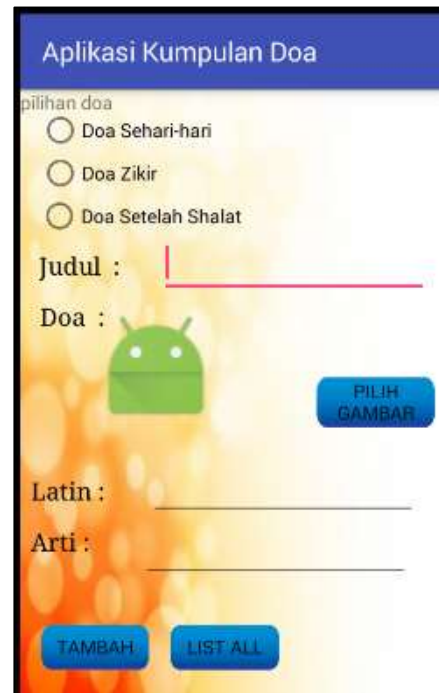 Aplikasi Kumpulan Doa
pilihan doa
Doa Sehari-hari
Doa Zikir
Doa Setelah Shalat
Judul :
Doa :
PILIH
GAMBAR
Latin :
Arti :
TAMBAH LIST ALL